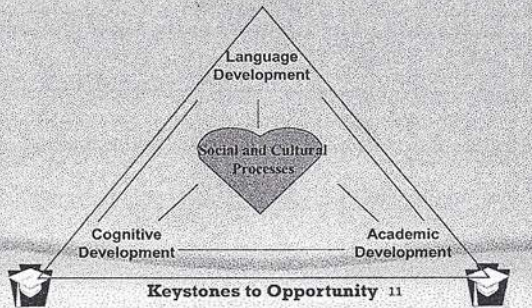 Language
Development
Social and Cultural
Processes
Cognitive
Development
Academic
Development
Keystones to Opportunity 11